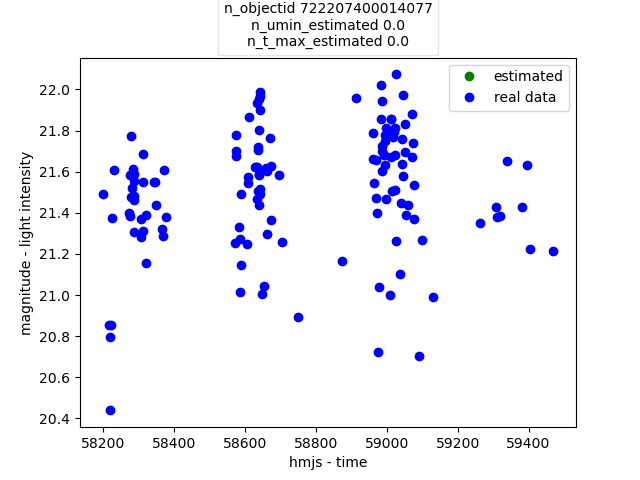 n_objectid 722207400014077
n_umin_estimated 0.0
n_t_max_estimated 0.0
estimated
real data
22.0
21.8
21.6
21.4
21.2
21.0
20.8
20.6
20.4
magnitude - light intensity
58200
58400
58600
58800
59000
59200
59400
hmjs - time